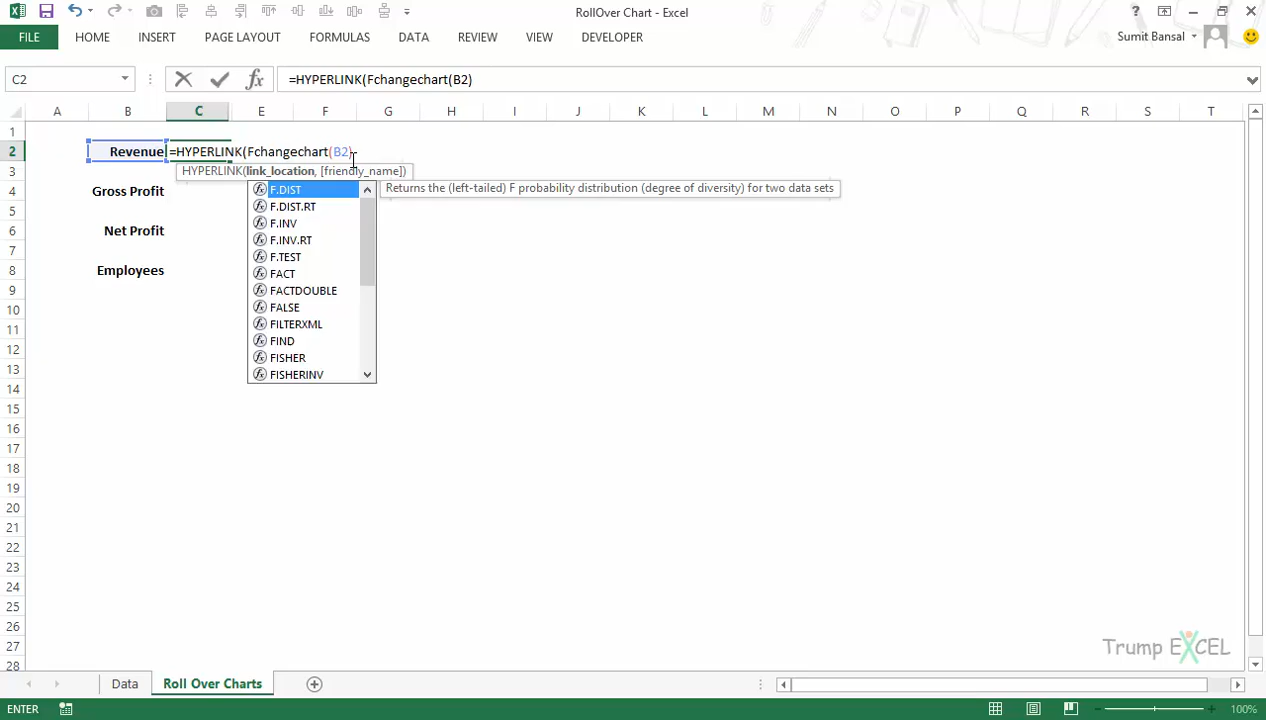 RollOver Chart - Excel
FILE HOME INSERT PAGE LAYOUT FORMULAS DATA REVIEW VIEW DEVELOPER Sumit Bansal
C2 =HYPERLINK(Fchangechart(B2)
A B C E F G H I J K L M N O P Q R S T
1
2 Revenue =HYPERLINK(Fchangechart(B2)
3 HYPERLINK(link_location, [friendly_name])
F.DIST Returns the (left-tailed) F probability distribution (degree of diversity) for two data sets
4 Gross Profit
F.DIST.RT
5
F.INV
6 Net Profit
F.INV.RT
7
F.TEST
8 Employees
FACT
9
FACTDOUBLE
10
FALSE
11
FILTERXML
12
FIND
FISHER
13
FISHERINV
14
15
16
17
18
19
20
21
22
23
24
25
26
27
Trump EXCEL
28
Data Roll Over Charts
ENTER 100%